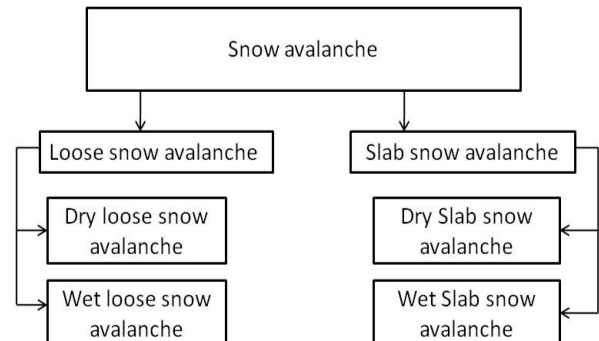 Snow avalanche
Loose snow avalanche
Slab snow avalanche
Dry loose snow
avalanche
Dry Slab snow
avalanche
Wet loose snow
avalanche
Wet Slab snow
avalanche